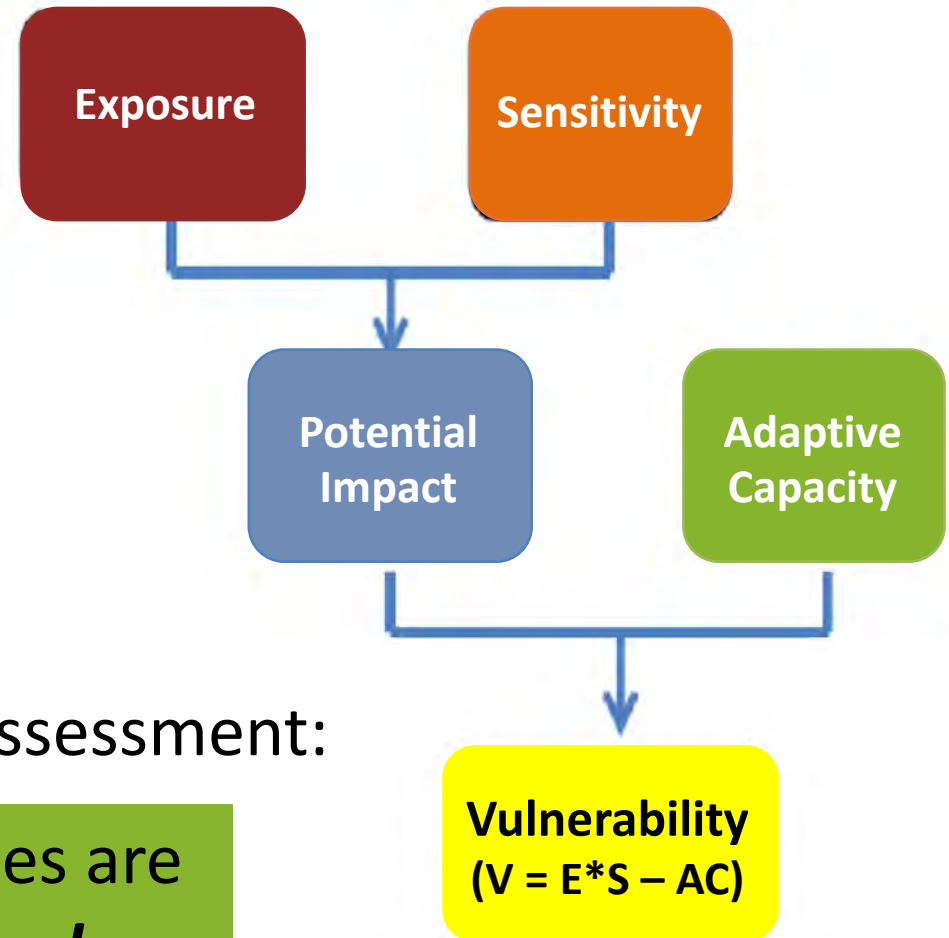 Exposure
Sensitivity
Potential
Impact
Adaptive
Capacity
ssessment:
es are
Vulnerability
(V = E*S – AC)